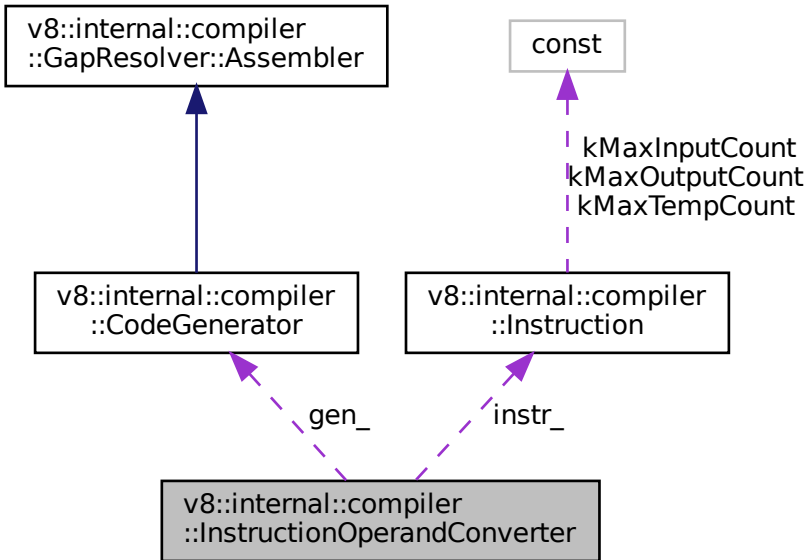 v8::internal::compiler
::GapResolver::Assembler
const
kMaxInputCount
kMaxOutputCount
kMaxTempCount
v8::internal::compiler
::CodeGenerator
v8::internal::compiler
::Instruction
gen_
instr_
v8::internal::compiler
::InstructionOperandConverter